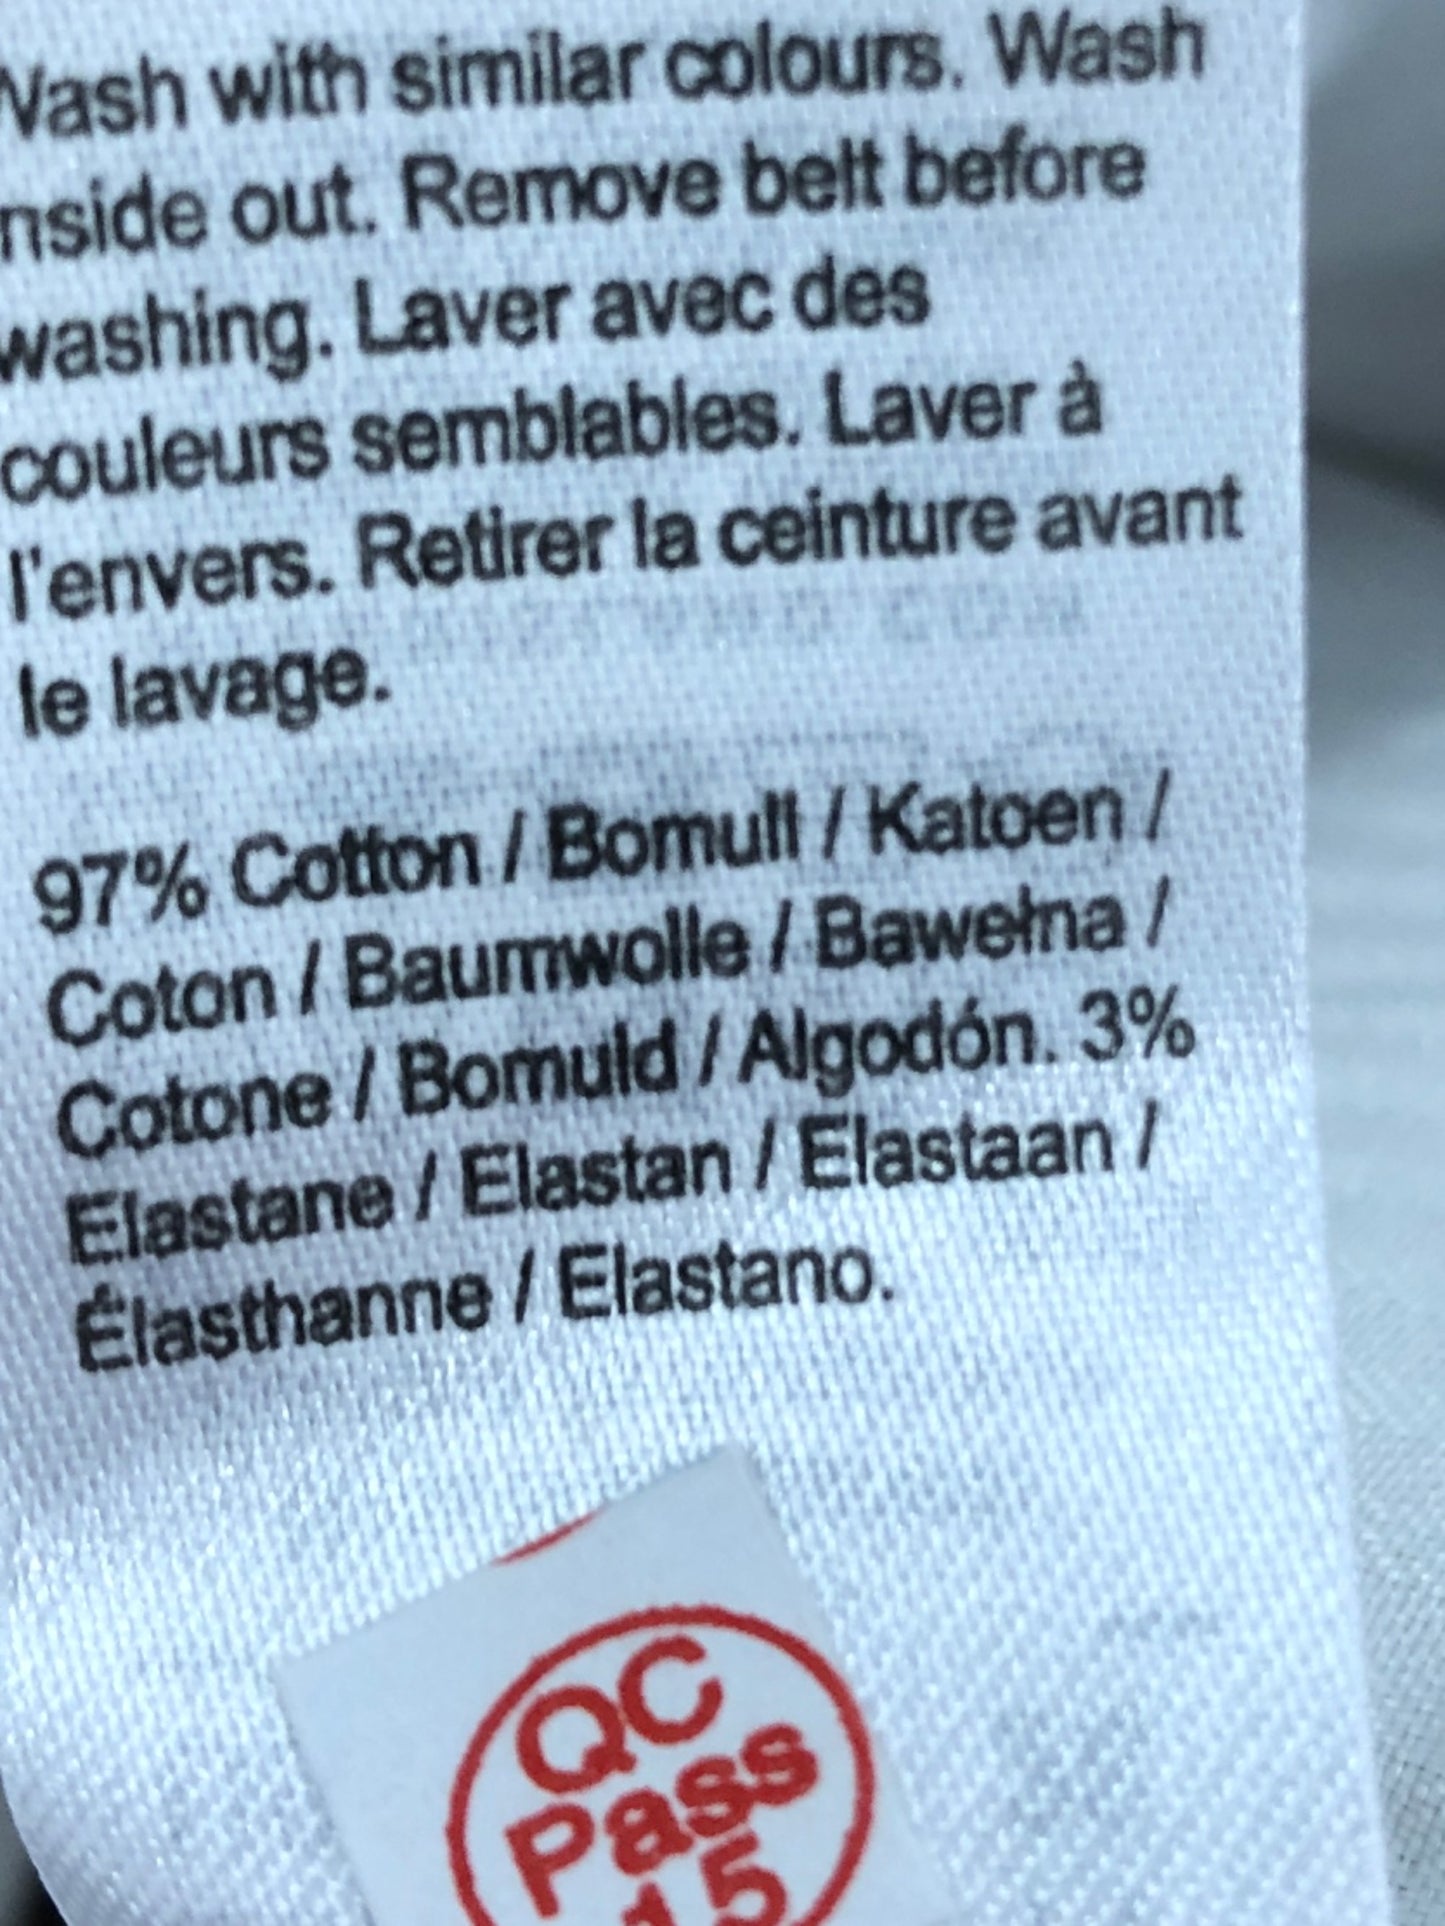 Wash with similar colours. Wash
nside out. Remove belt before
washing. Laver avec des
couleurs semblables. Laver à
l'envers. Retirer la ceinture avant
le lavage.
97% Cotton / Bomull / Katoen /
Coton / Baumwolle / Bawełna /
Cotone / Bomuld / Algodón. 3%
Elastane / Elastan / Elastaan /
Élasthanne / Elastano.
QC
Pass
15